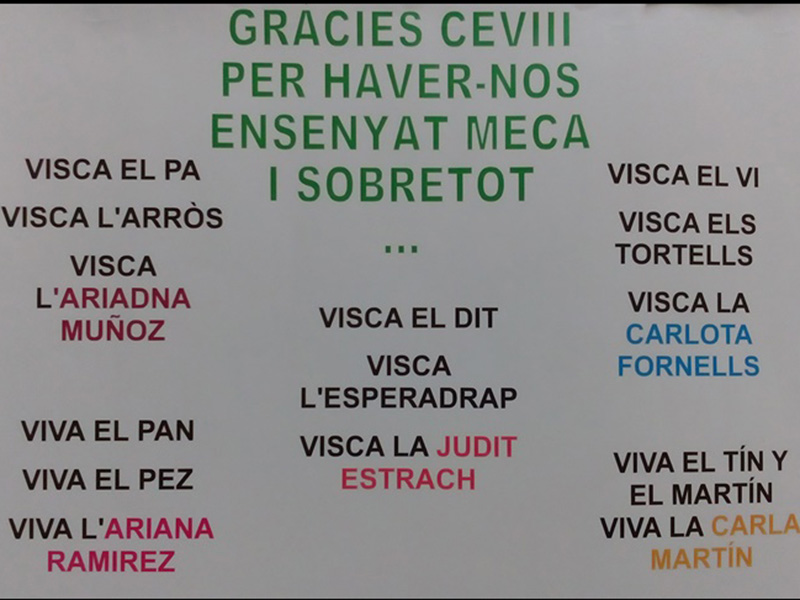 GRACIES CEVIII
PER HAVER-NOS
ENSENYAT MECA
I SOBRETOT
...
VISCA EL PA
VISCA L'ARRÒS
VISCA
L'ARIADNA
MUÑOZ
VIVA EL PAN
VIVA EL PEZ
VIVA L'ARIANA
RAMIREZ
VISCA EL DIT
VISCA
L'ESPERADRAP
VISCA LA JUDIT
ESTRACH
VISCA EL VI
VISCA ELS
TORTELLS
VISCA LA
CARLOTA
FORNELLS
VIVA EL TÍN Y
EL MARTÍN
VIVA LA CARLA
MARTÍN